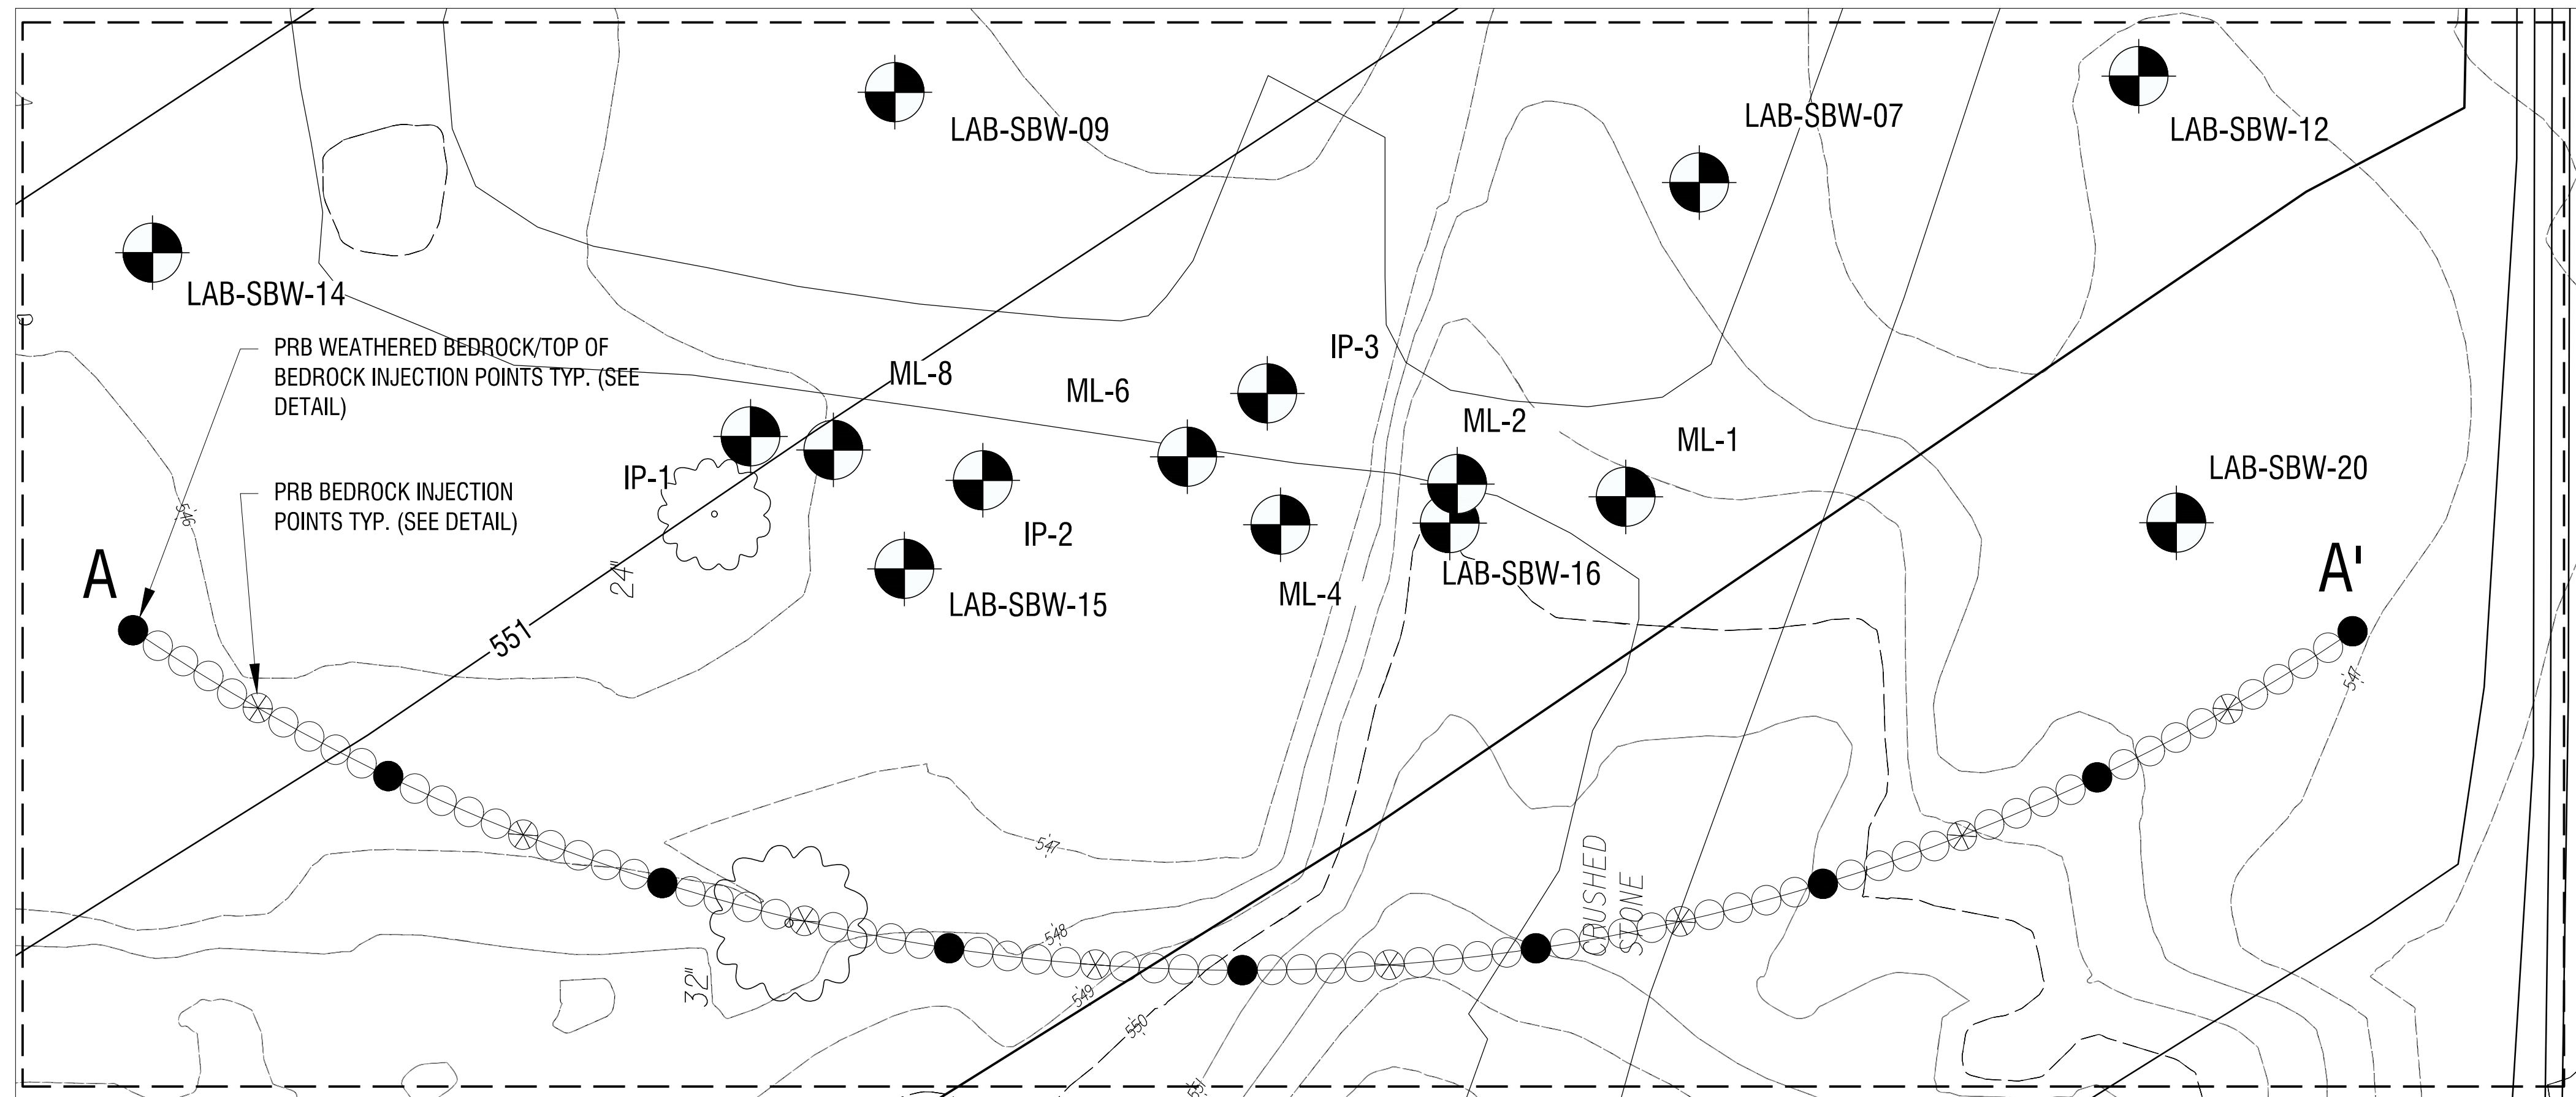 LAB-SBW-09
LAB-SBW-07
LAB-SBW-12
LAB-SBW-14
PRB WEATHERED BEDROCK/TOP OF
BEDROCK INJECTION POINTS TYP. (SEE
DETAIL)
ML-8
ML-6
IP-3
ML-2
ML-1
LAB-SBW-20
IP-1
PRB BEDROCK INJECTION
POINTS TYP. (SEE DETAIL)
546
IP-2
24"
LAB-SBW-15
ML-4
LAB-SBW-16
A
A'
551
547
547
CRUSHED
STONE
548
32"
549
550
551